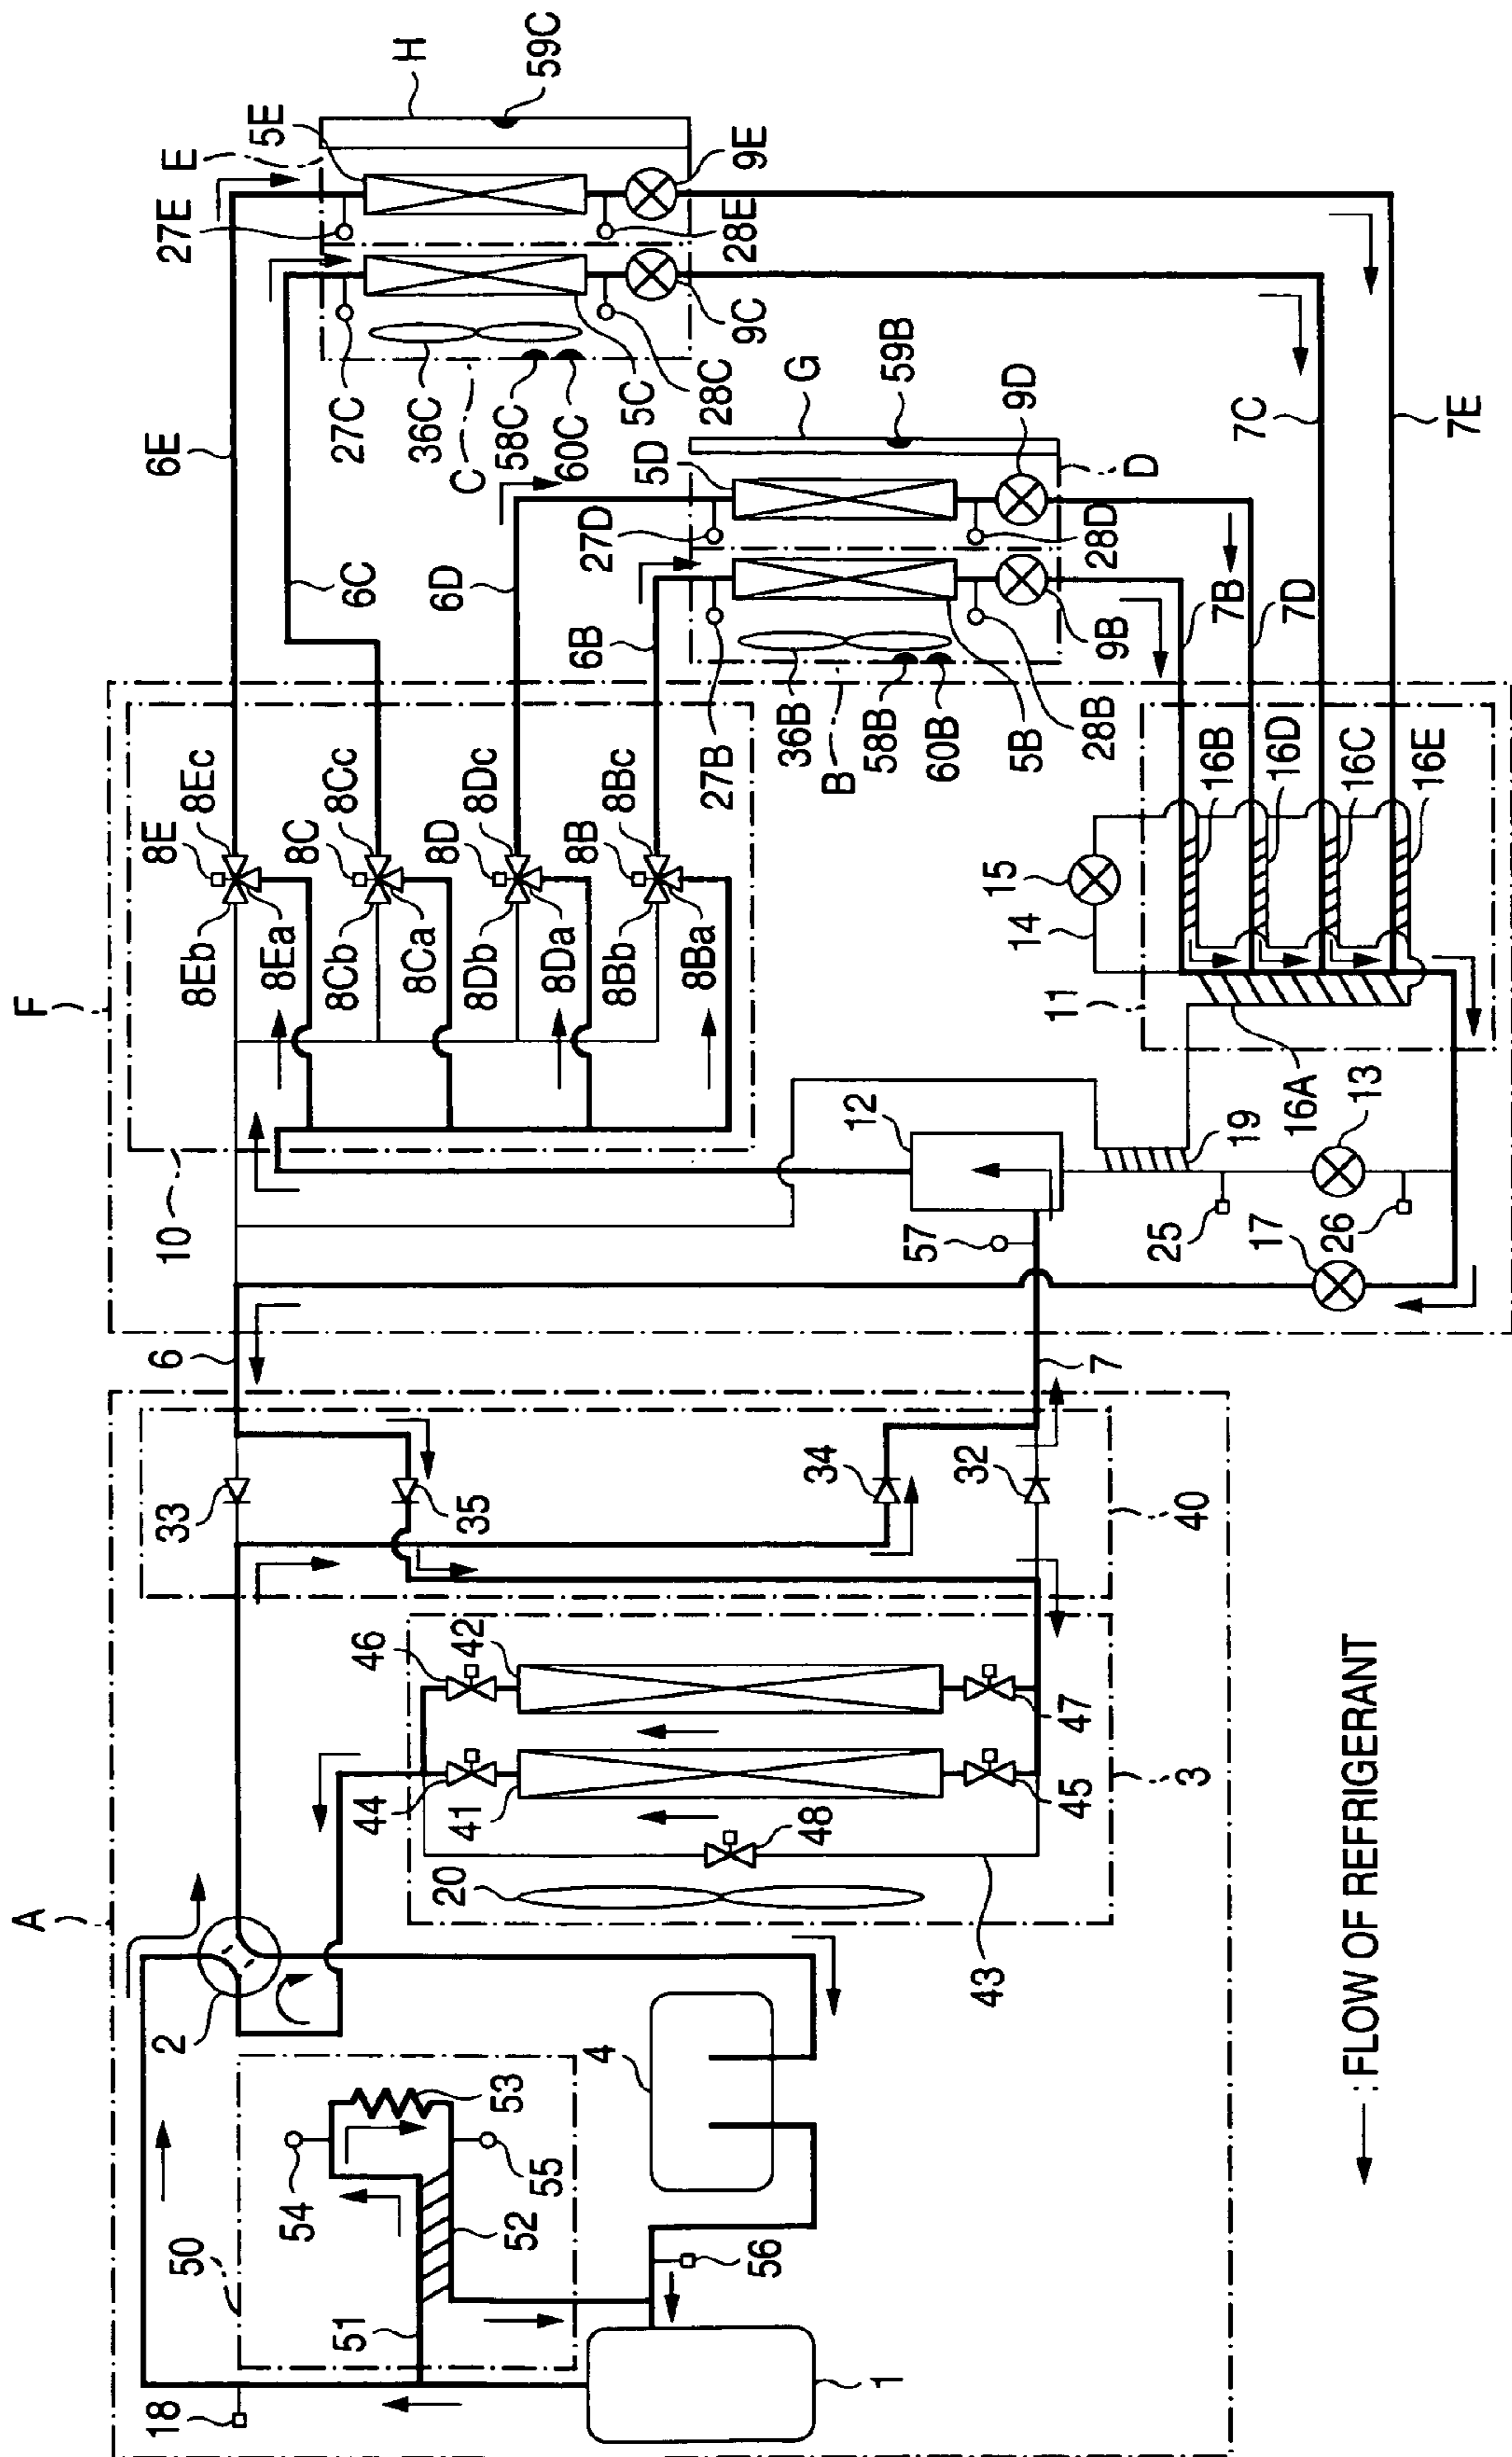 A
F
E
5E
H
59C
27E
28E
9E
27C
36C
C
58C
60C
5C
28C
9C
6E
6C
6D
6B
5D
G
59B
27D
28D
9D
D
27B
36B
B
58B
60B
5B
28B
9B
7C
7E
7B
7D
8E
8Ec
8Eb
8Ea
8C
8Cc
8Cb
8Ca
8D
8Dc
8Db
8Da
8B
8Bc
8Bb
8Ba
10
12
57
15
14
11
16B
16D
16C
16E
16A
19
13
25
26
17
6
7
33
35
34
32
40
46
42
47
44
41
45
48
3
20
43
2
4
54
53
55
50
52
51
56
18
1
: FLOW OF REFRIGERANT